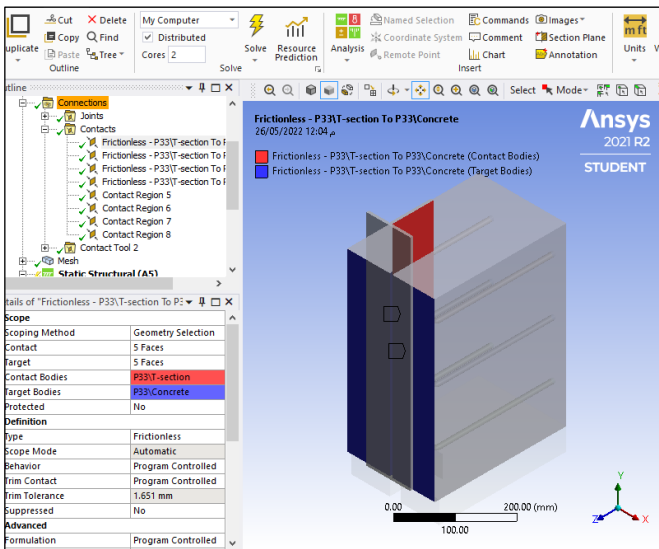 uplicate
Cut
Copy
Paste
Delete
Find
Tree
Outline
My Computer
Distributed
Cores 2
Solve
Resource
Prediction
Solve
Analysis
Named Selection
Coordinate System
Remote Point
Commands
Comment
Chart
Images
Section Plane
Annotation
Insert
mft
Units
utline
Select
Mode
Connections
Joints
Contacts
Frictionless - P33\T-section To F
Frictionless - P33\T-section To F
Frictionless - P33\T-section To F
Frictionless - P33\T-section To F
Contact Region 5
Contact Region 6
Contact Region 7
Contact Region 8
Contact Tool 2
Mesh
Static Structural (A5)
etails of "Frictionless - P33\T-section To P3
Scope
Scoping Method Geometry Selection
Contact 5 Faces
Target 5 Faces
Contact Bodies P33\T-section
Target Bodies P33\Concrete
Protected No
Definition
Type Frictionless
Scope Mode Automatic
Behavior Program Controlled
Trim Contact Program Controlled
Trim Tolerance 1.651 mm
Suppressed No
Advanced
Formulation Program Controlled
Frictionless - P33\T-section To P33\Concrete
26/05/2022 12:04 م
Frictionless - P33\T-section To P33\Concrete (Contact Bodies)
Frictionless - P33\T-section To P33\Concrete (Target Bodies)
Ansys
2021 R2
STUDENT
0.00 200.00 (mm)
100.00
Y
Z X